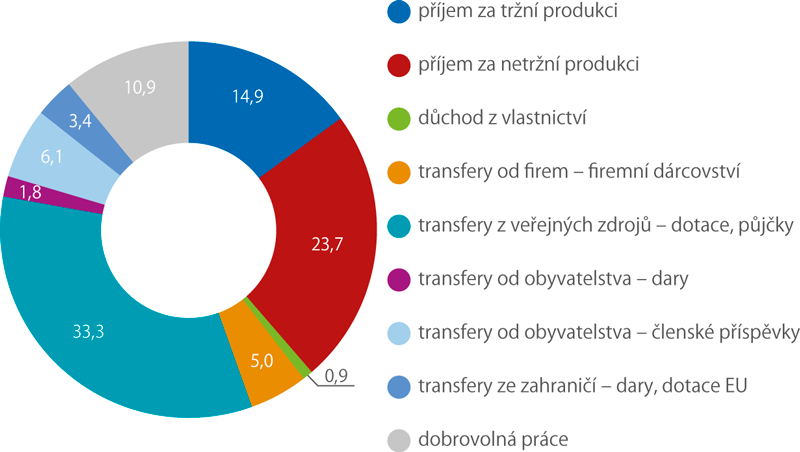 příjem za tržní produkci
příjem za netržní produkci
důchod z vlastnictví
transfery od firem – firemní dárcovství
transfery z veřejných zdrojů – dotace, půjčky
transfery od obyvatelstva – dary
transfery od obyvatelstva – členské příspěvky
transfery ze zahraničí – dary, dotace EU
dobrovolná práce
14,9
23,7
0,9
5,0
33,3
1,8
6,1
3,4
10,9